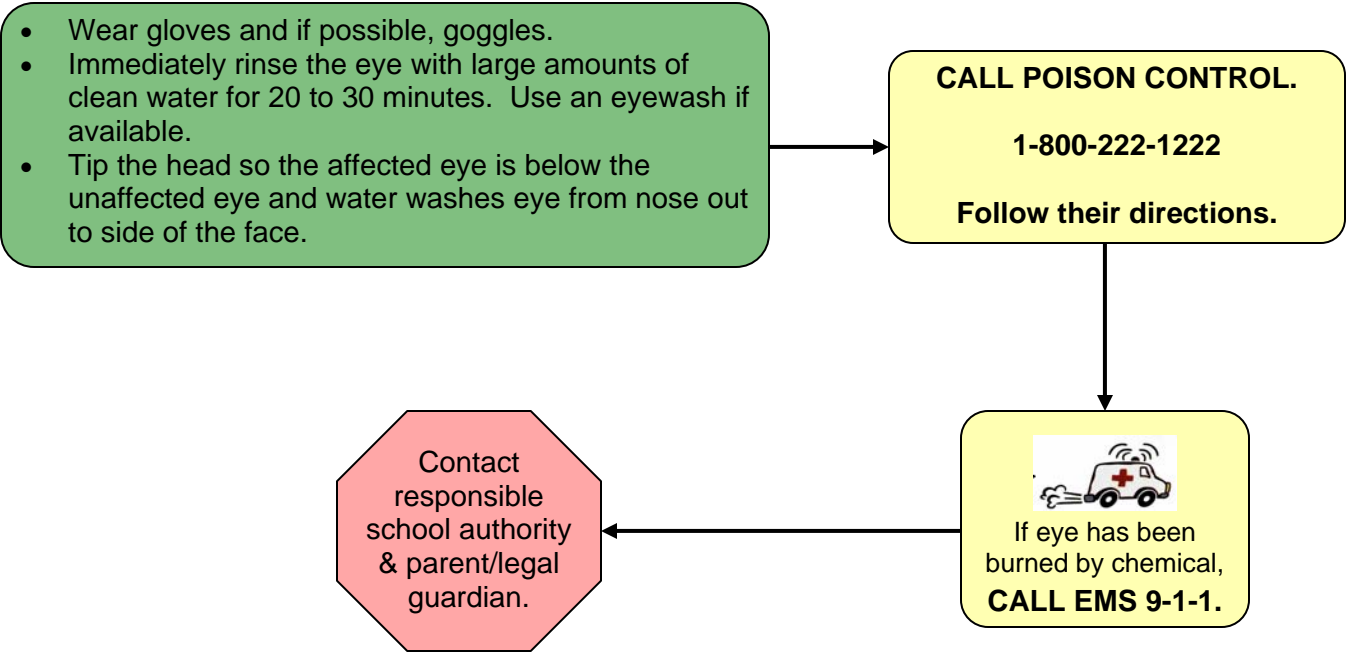 • Wear gloves and if possible, goggles.
• Immediately rinse the eye with large amounts of
clean water for 20 to 30 minutes.  Use an eyewash if
available.
• Tip the head so the affected eye is below the
unaffected eye and water washes eye from nose out
to side of the face.
CALL POISON CONTROL.
1-800-222-1222
Follow their directions.
If eye has been
burned by chemical,
CALL EMS 9-1-1.
Contact
responsible
school authority
& parent/legal
guardian.